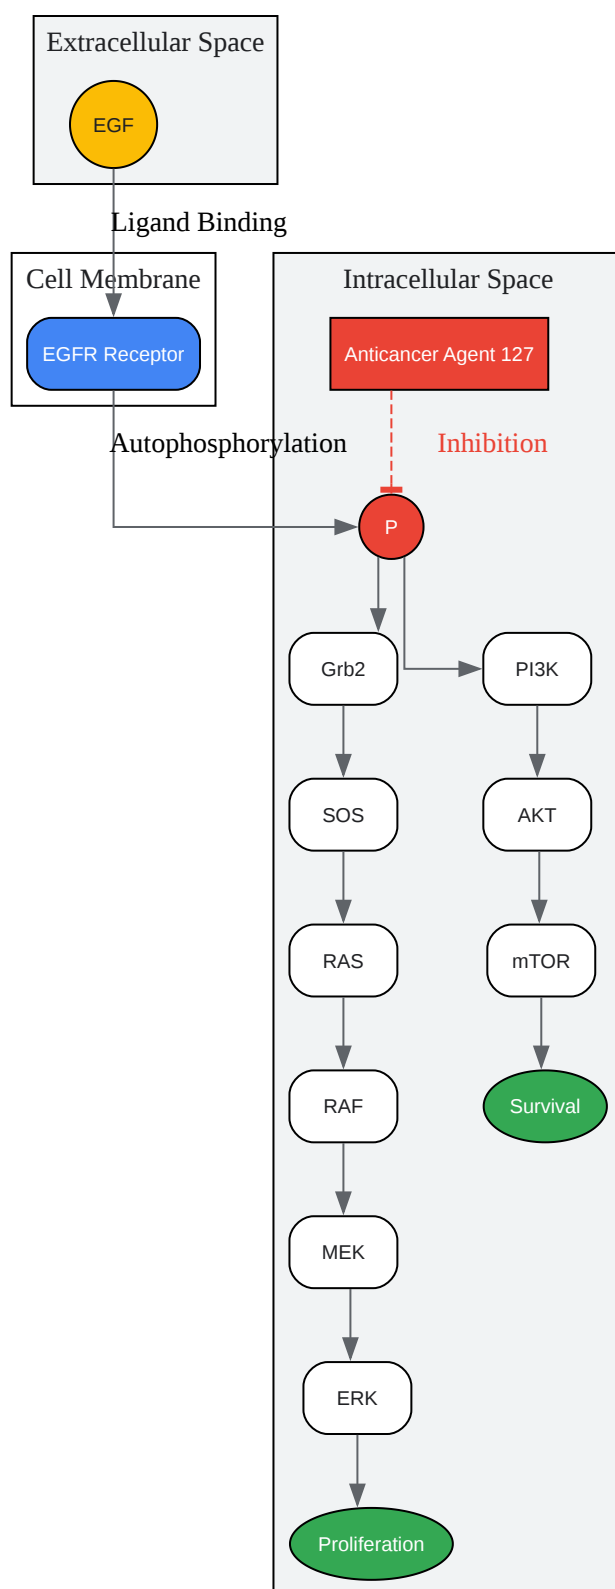 Extracellular Space
EGF
Ligand Binding
Cell Membrane
EGFR Receptor
Intracellular Space
Anticancer Agent 127
Autophosphorylation
Inhibition
P
Grb2
PI3K
SOS
AKT
RAS
mTOR
RAF
Survival
MEK
ERK
Proliferation